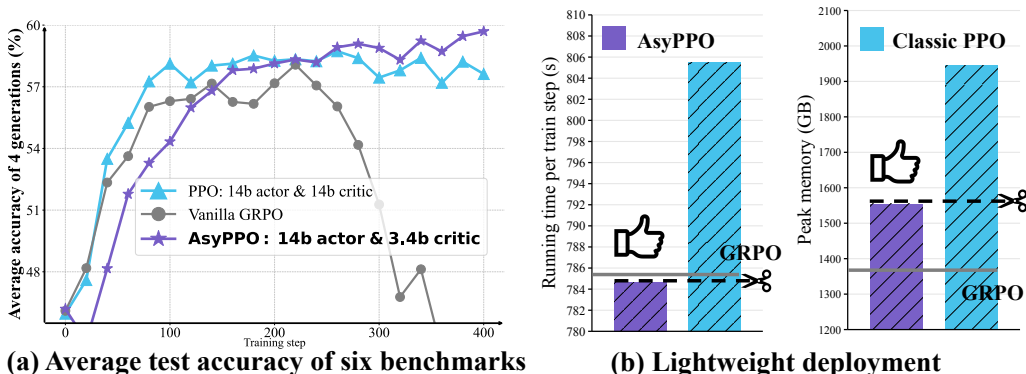 Average accuracy of 4 generations (%)
60
57
0.54
51
0.48
0
100
200
300
400
Training step
PPO: 14b actor & 14b critic
Vanilla GRPO
AsyPPO: 14b actor & 3.4b critic
(a) Average test accuracy of six benchmarks
Running time per train step (s)
810
808
806
804
802
800
798
796
794
792
790
788
786
784
782
780
AsyPPO
GRPO
Peak memory (GB)
2100
2000
1900
1800
1700
1600
1500
1400
1300
1200
Classic PPO
GRPO
(b) Lightweight deployment